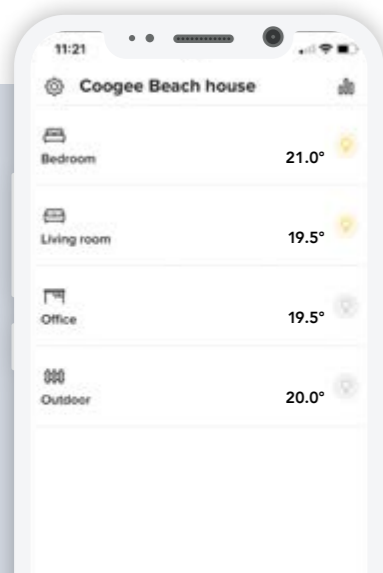 11:21
Coogee Beach house
Bedroom
21.0°
Living room
19.5°
Office
19.5°
Outdoor
20.0°